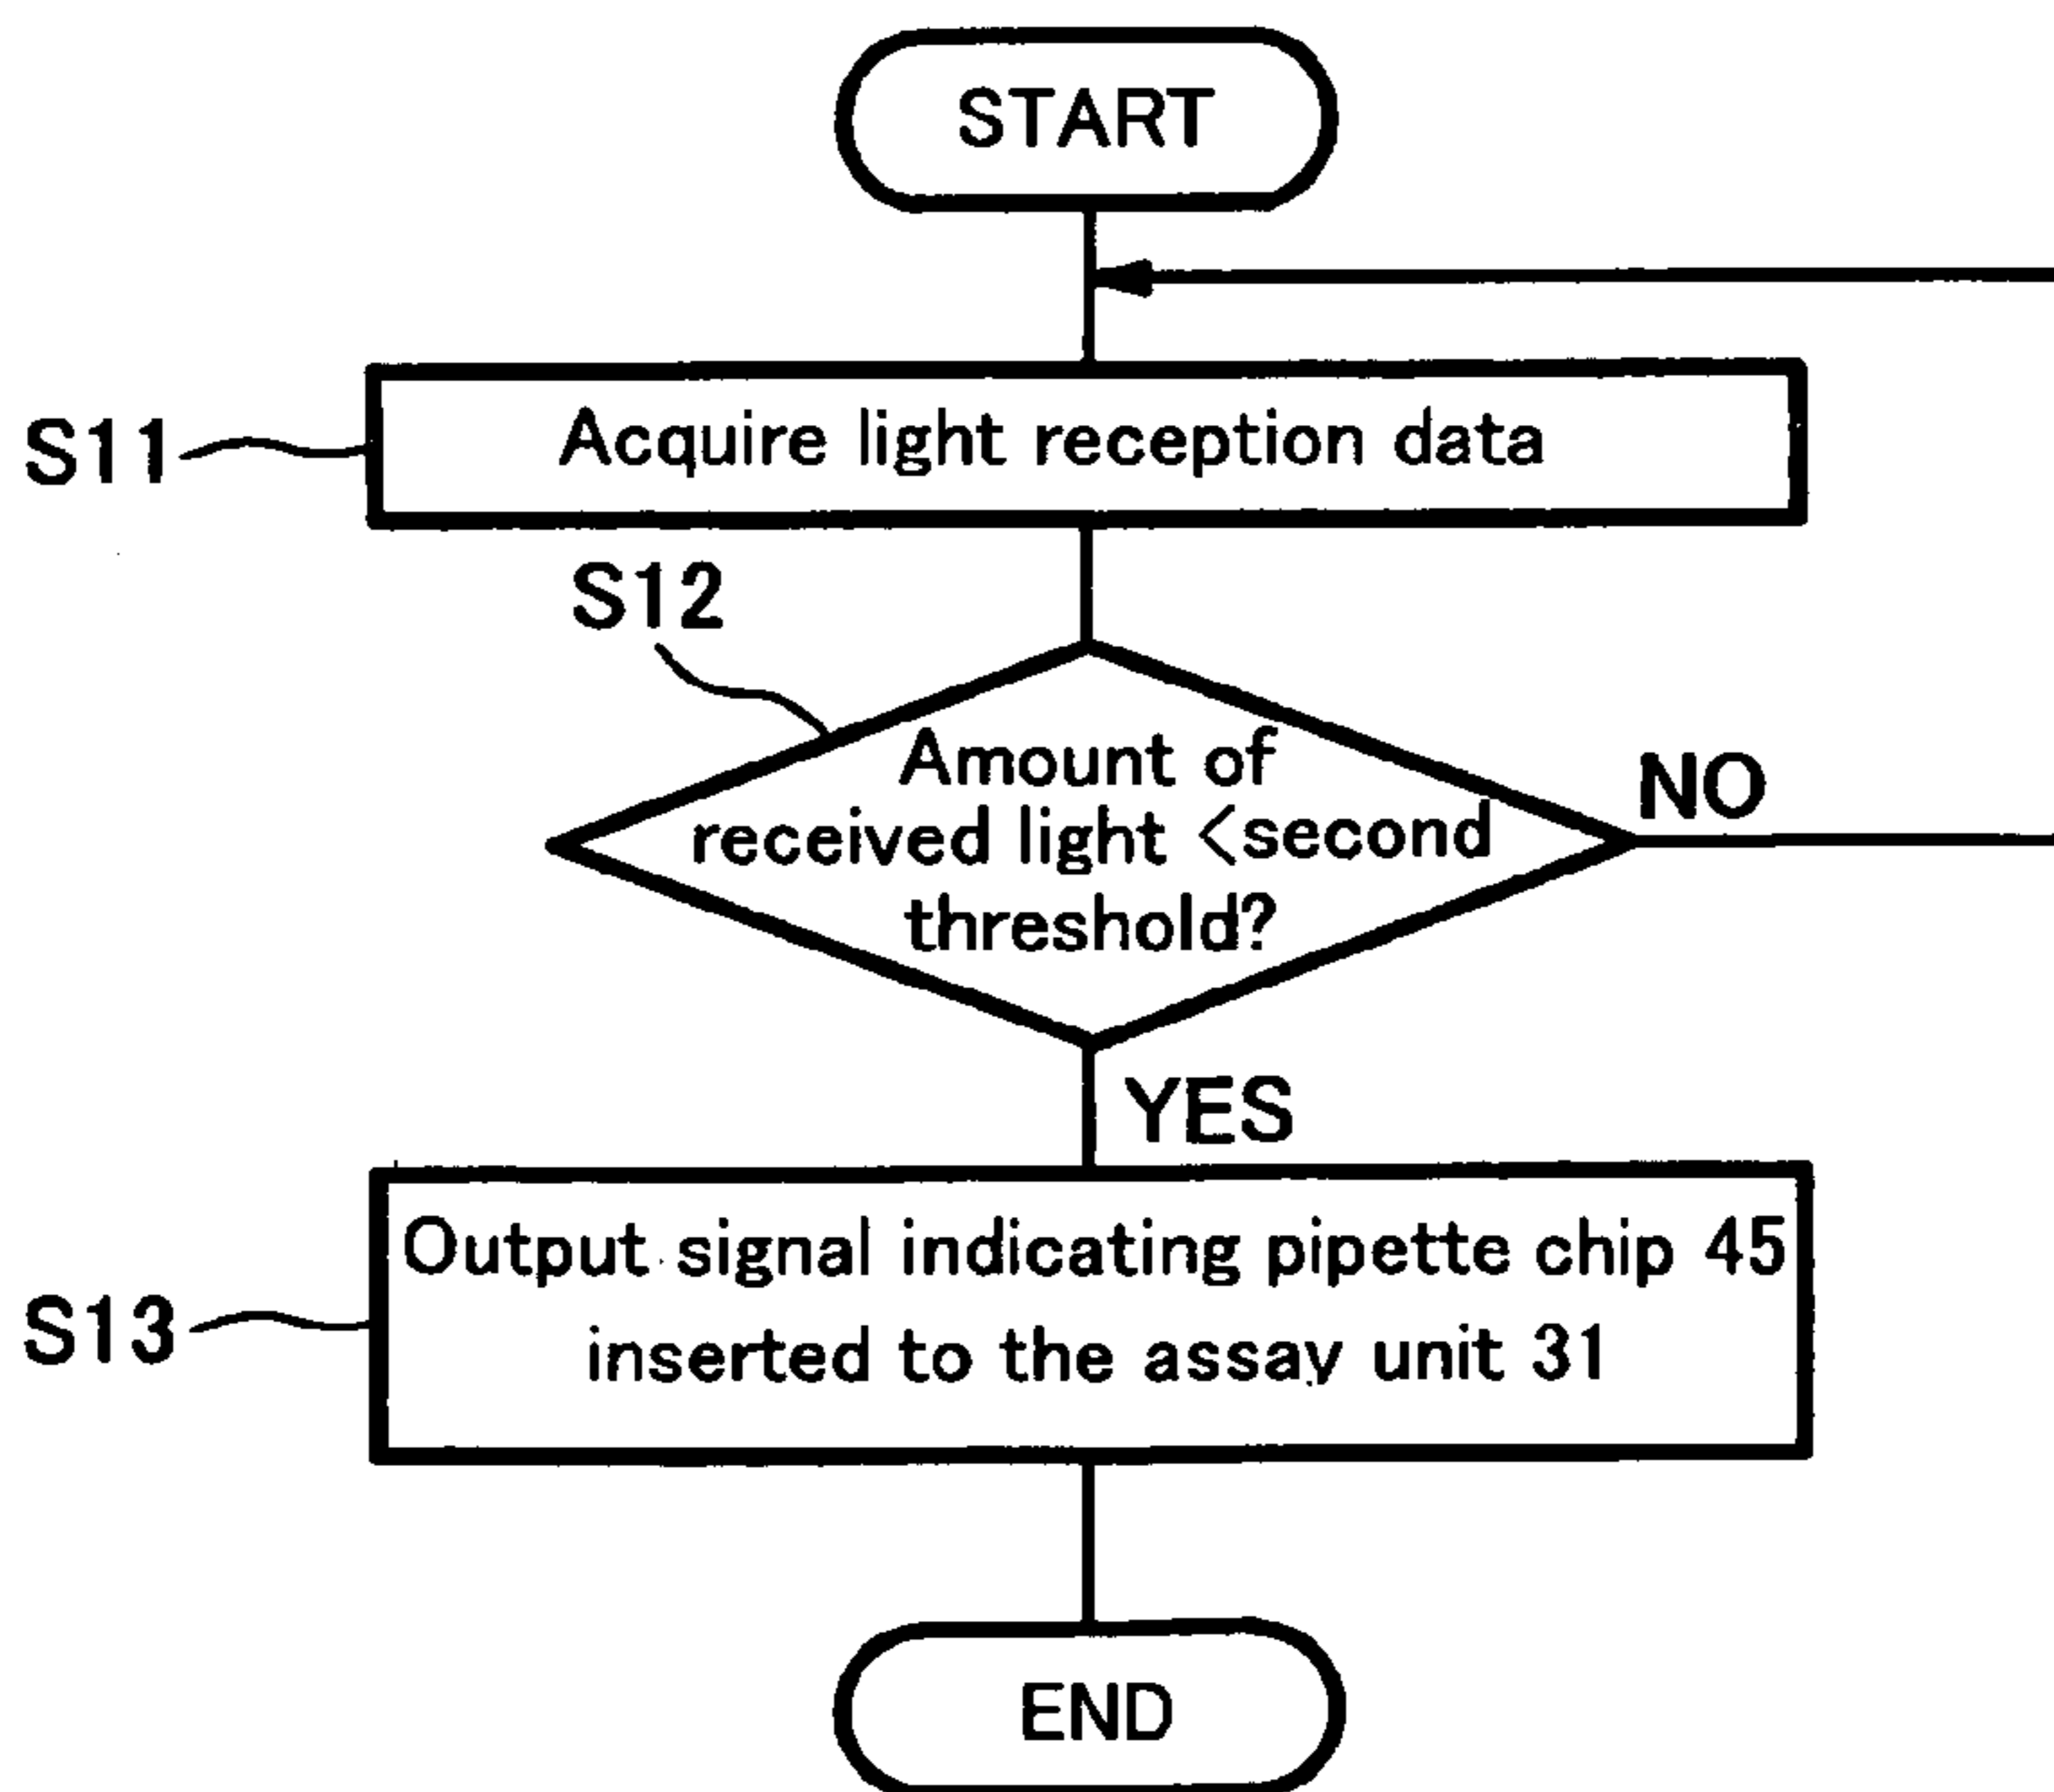 START
S11
Acquire light reception data
S12
Amount of
received light <second
threshold?
NO
YES
S13
Output signal indicating pipette chip 45
inserted to the assay unit 31
END